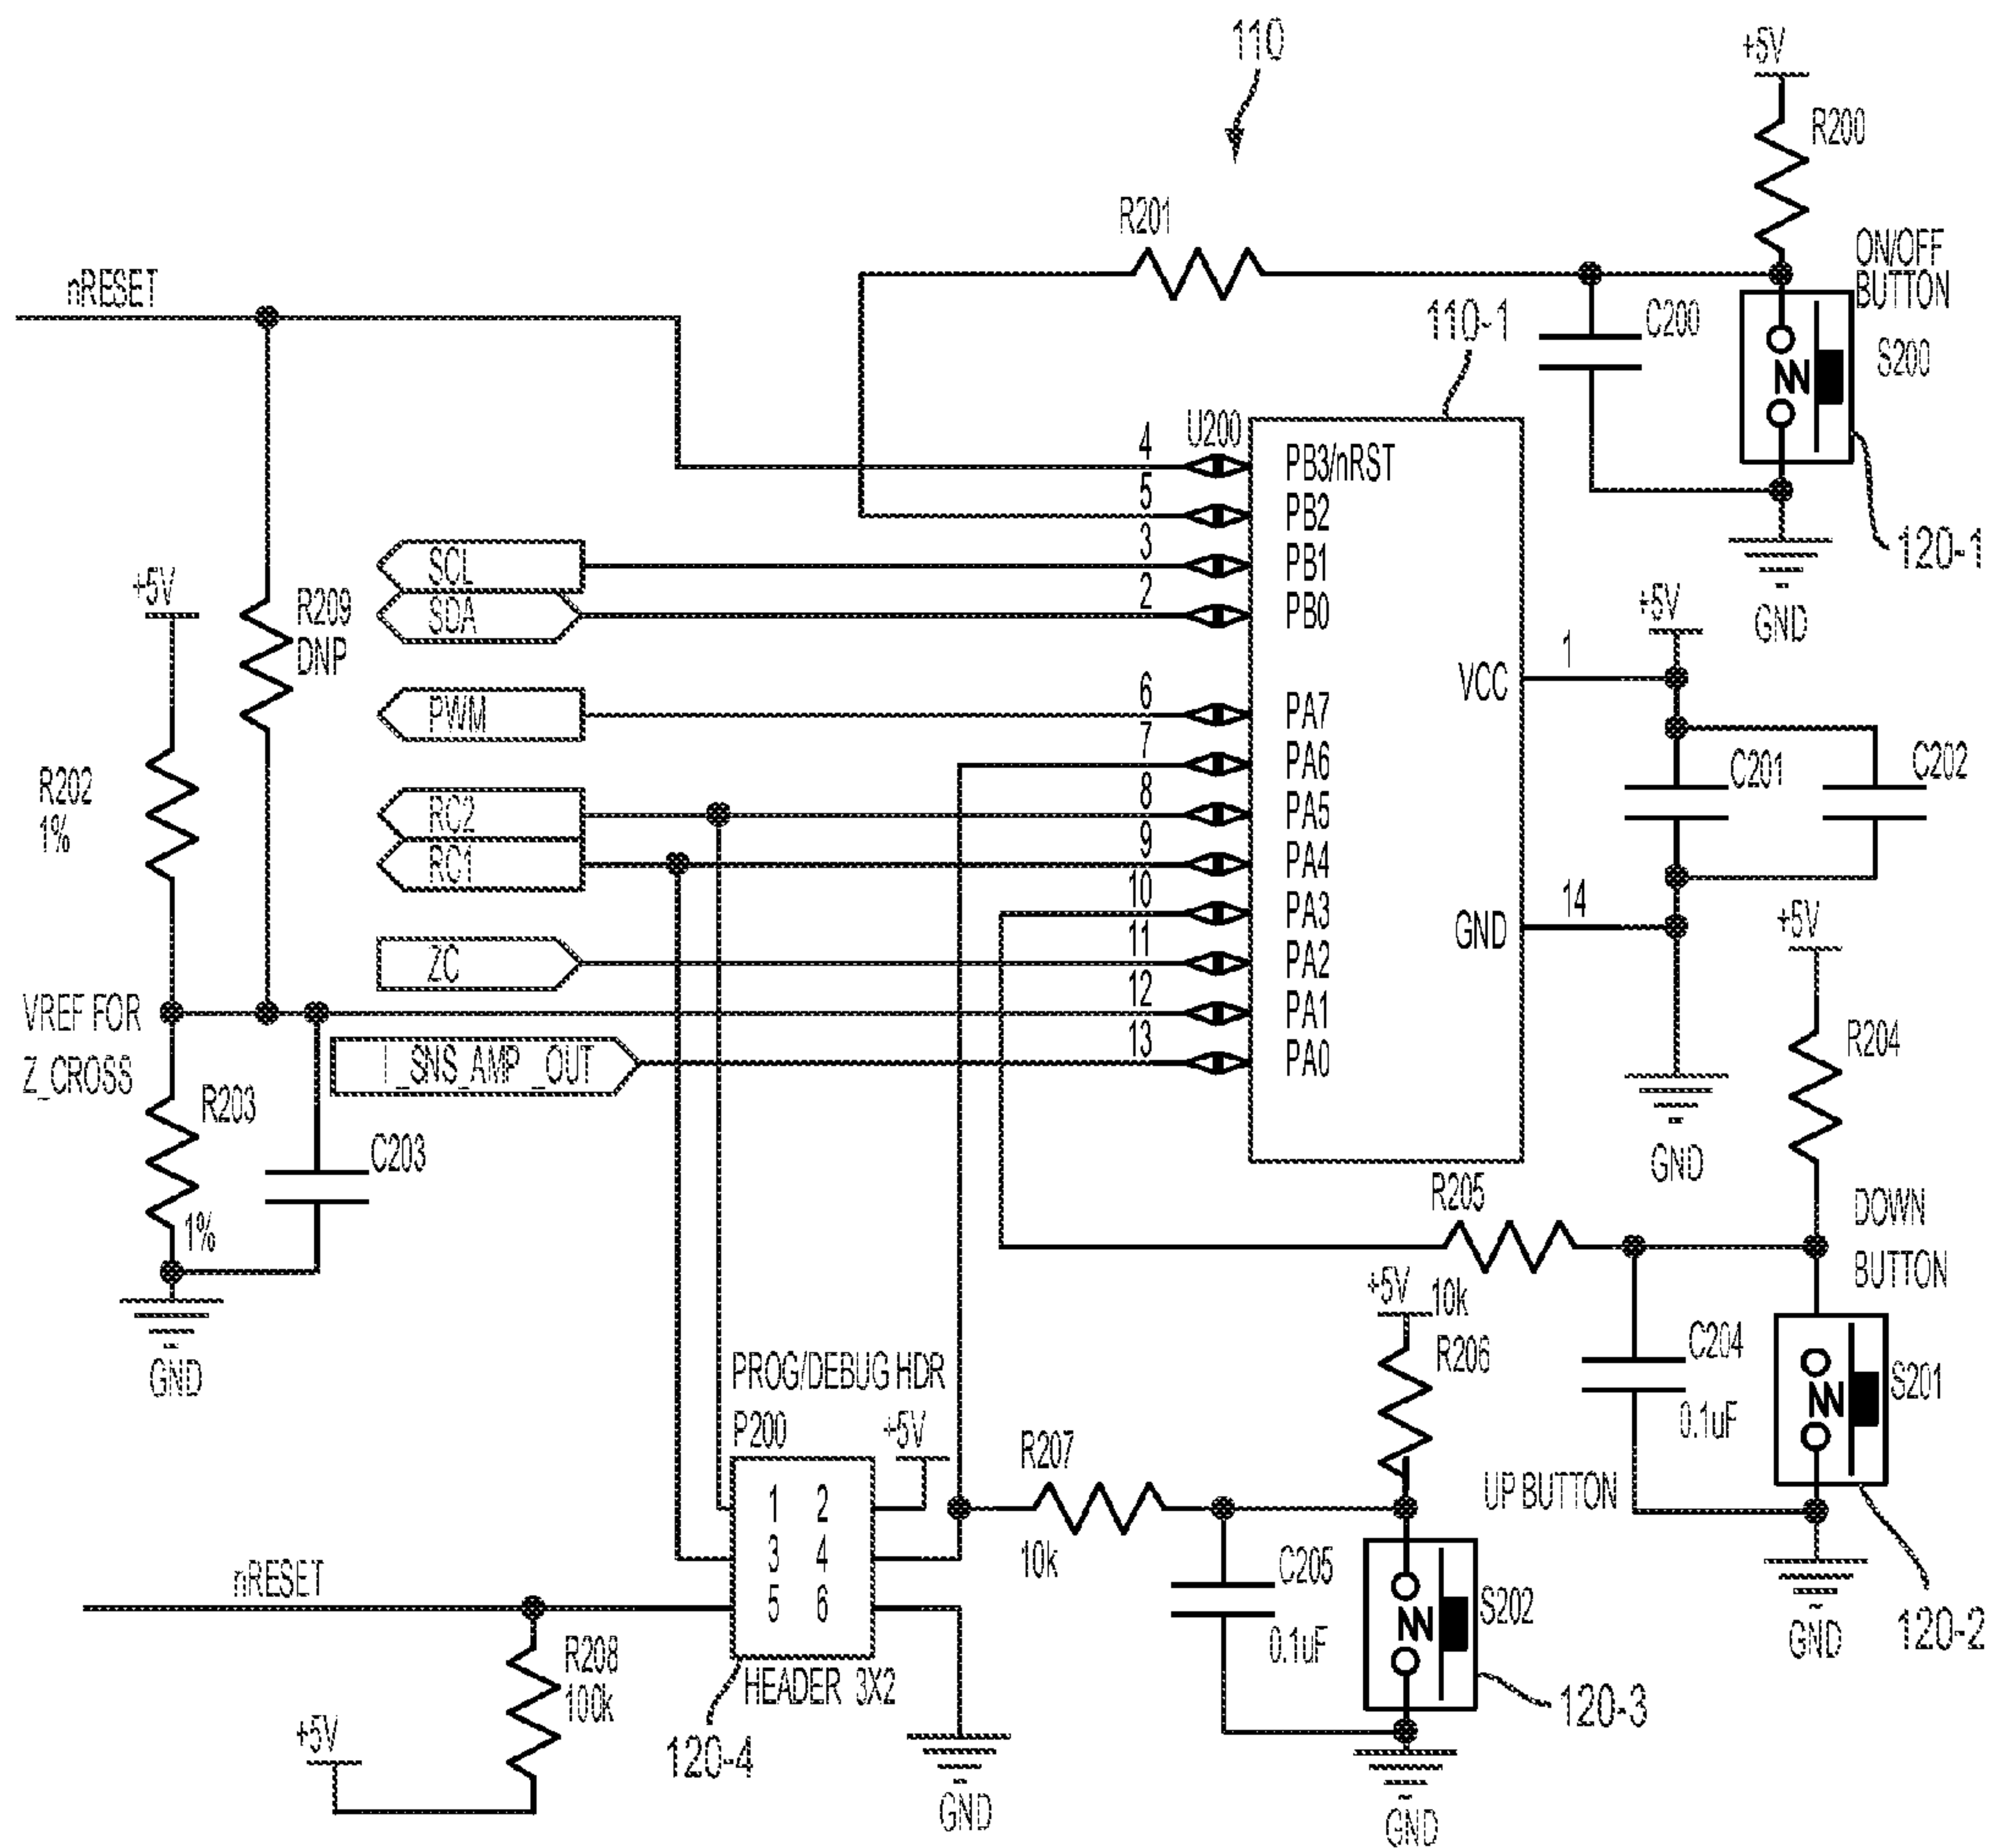 110
+5V
R200
R201
ON/OFF
BUTTON
nRESET
110-1
C200
S200
4
U200
PB3/nRST
5
PB2
120-1
3
SCL
PB1
2
SDA
PB0
GND
+5V
R209
DNP
+5V
1
VCC
6
PWM
PA7
7
PA6
R202
1%
C201
C202
8
RC2
PA5
9
RC1
PA4
10
PA3
14
GND
+5V
11
ZC
PA2
12
PA1
VREF FOR
Z_CROSS
13
I_SNS_AMP_OUT
PA0
R204
R203
1%
C203
GND
R205
10k
DOWN
BUTTON
+5V
R206
GND
PROG/DEBUG HDR
P200
+5V
C204
0.1uF
S201
R207
10k
UP BUTTON
1 2
3 4
5 6
C205
0.1uF
S202
nRESET
GND
120-2
R208
100k
HEADER 3X2
120-3
+5V
120-4
GND
GND